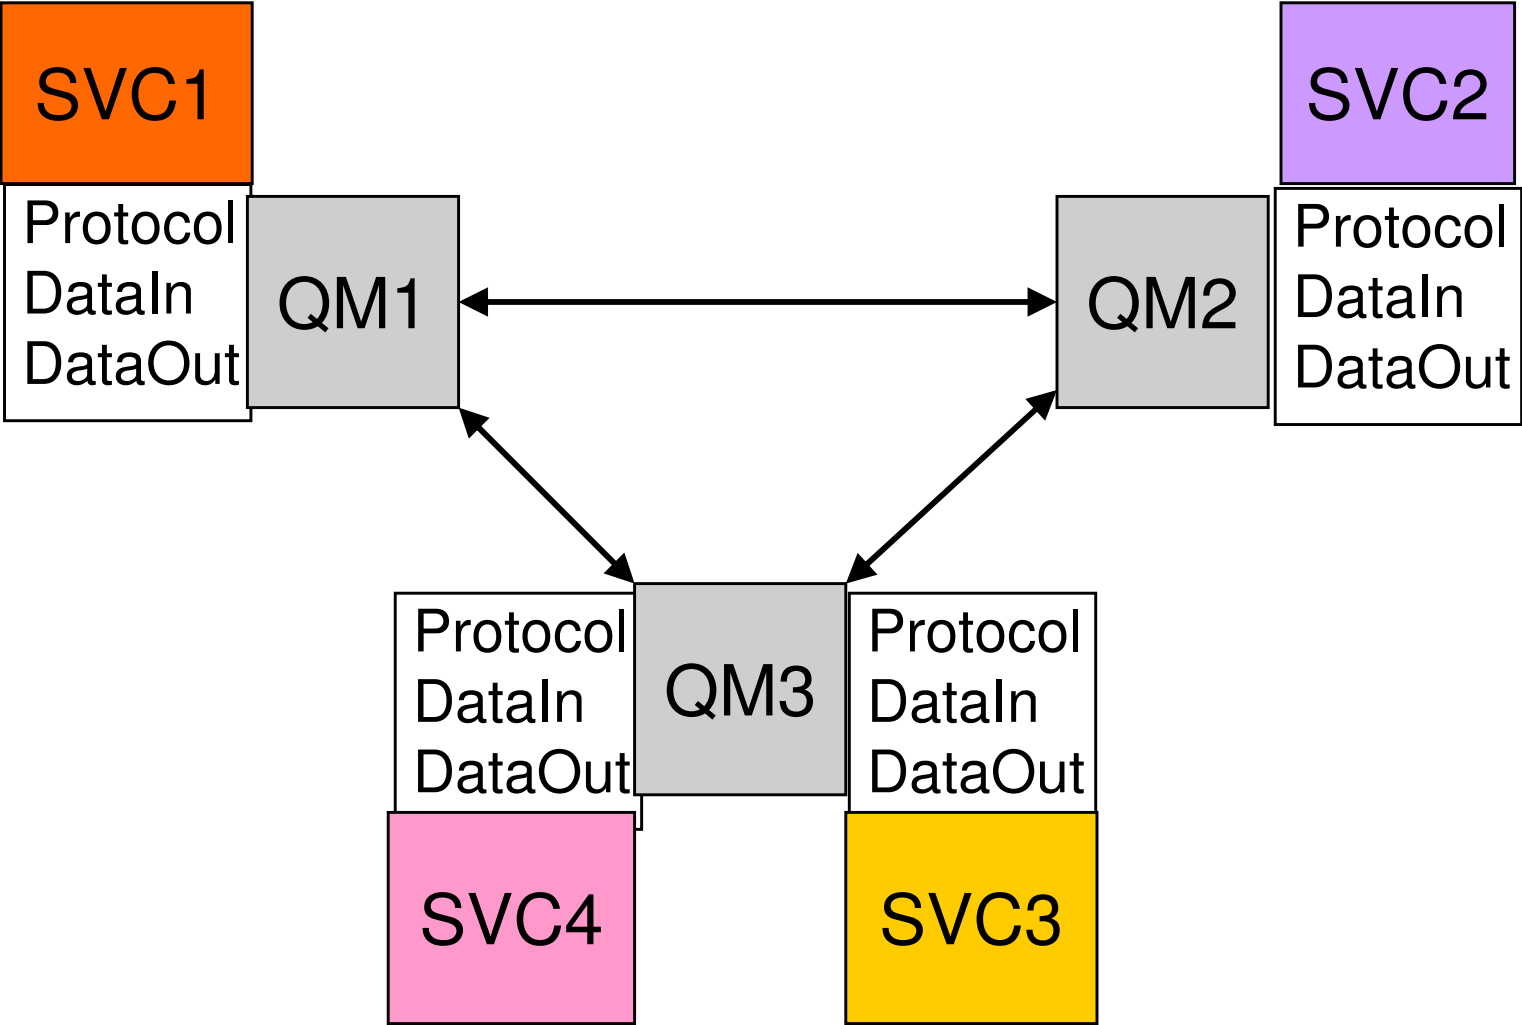 SVC1
Protocol
DataIn
DataOut
QM1
QM2
SVC2
Protocol
DataIn
DataOut
Protocol
DataIn
DataOut
QM3
Protocol
DataIn
DataOut
SVC4
SVC3